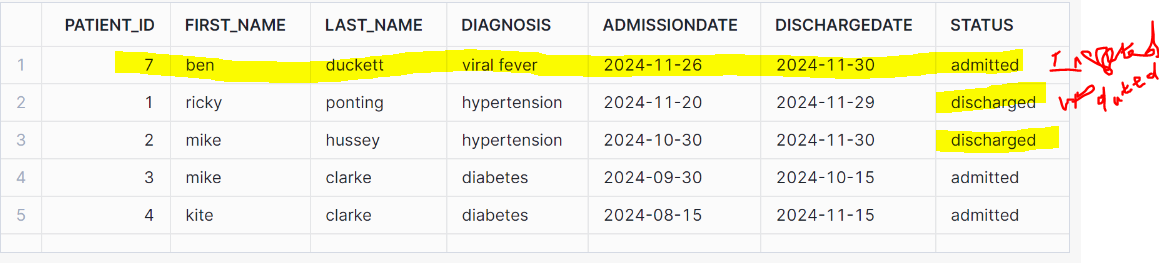 PATIENT_ID FIRST_NAME LAST_NAME DIAGNOSIS ADMISSIONDATE DISCHARGEDATE STATUS
1 7 ben duckett viral fever 2024-11-26 2024-11-30 admitted Inserted
2 1 ricky ponting hypertension 2024-11-20 2024-11-29 discharged updated
3 2 mike hussey hypertension 2024-10-30 2024-11-30 discharged
4 3 mike clarke diabetes 2024-09-30 2024-10-15 admitted
5 4 kite clarke diabetes 2024-08-15 2024-11-15 admitted